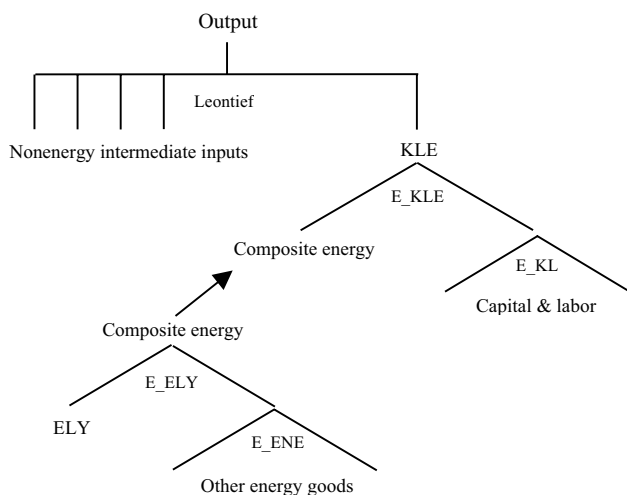 Output
Leontief
Nonenergy intermediate inputs
KLE
E_KLE
Composite energy
E_KL
Capital & labor
Composite energy
E_ELY
ELY
E_ENE
Other energy goods